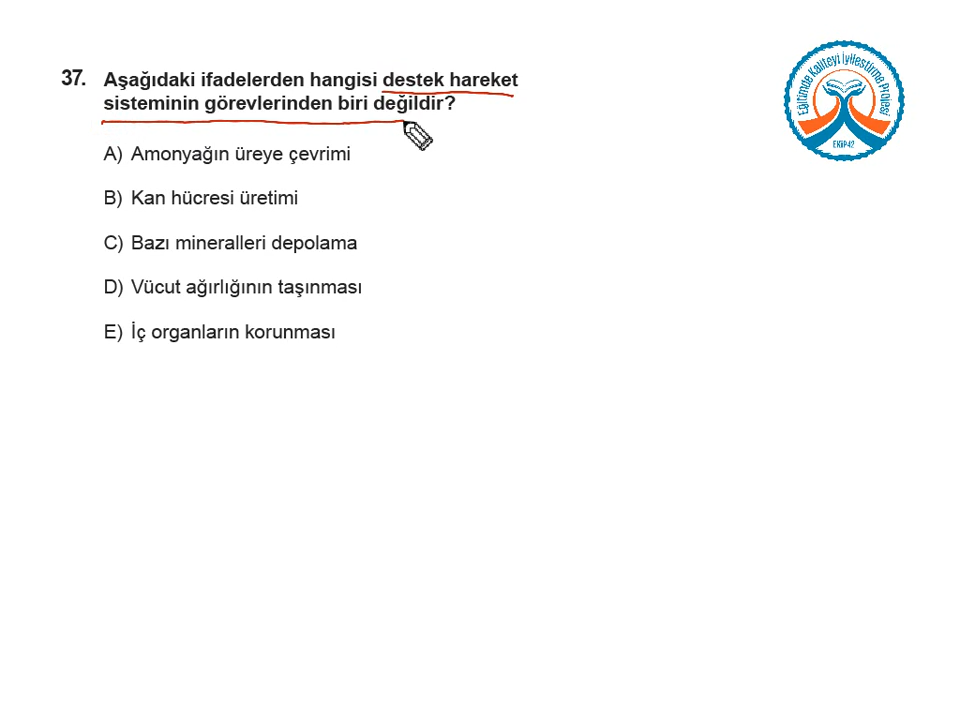 37. Aşağıdaki ifadelerden hangisi destek hareket
sisteminin görevlerinden biri değildir?
A) Amonyağın üreye çevrimi
B) Kan hücresi üretimi
C) Bazı mineralleri depolama
D) Vücut ağırlığının taşınması
E) İç organların korunması
Eğitimde Kaliteyi İyileştirme Projesi
EKİP42